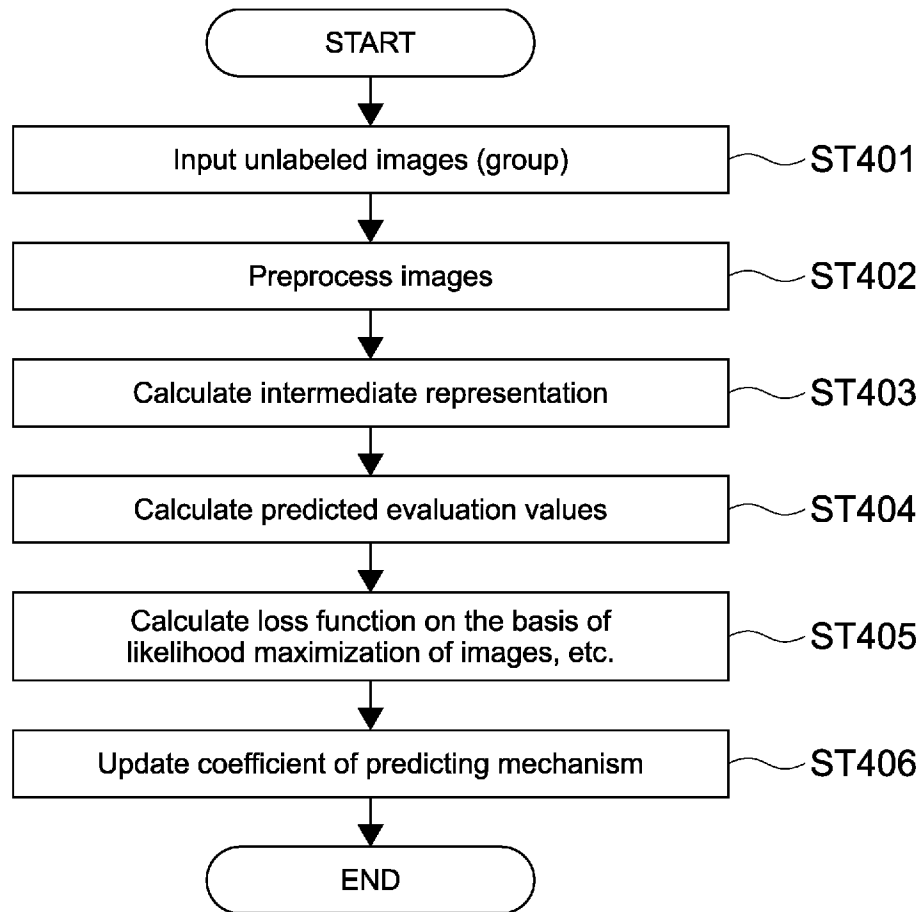 START
Input unlabeled images (group)
ST401
Preprocess images
ST402
Calculate intermediate representation
ST403
Calculate predicted evaluation values
ST404
Calculate loss function on the basis of
likelihood maximization of images, etc.
ST405
Update coefficient of predicting mechanism
ST406
END